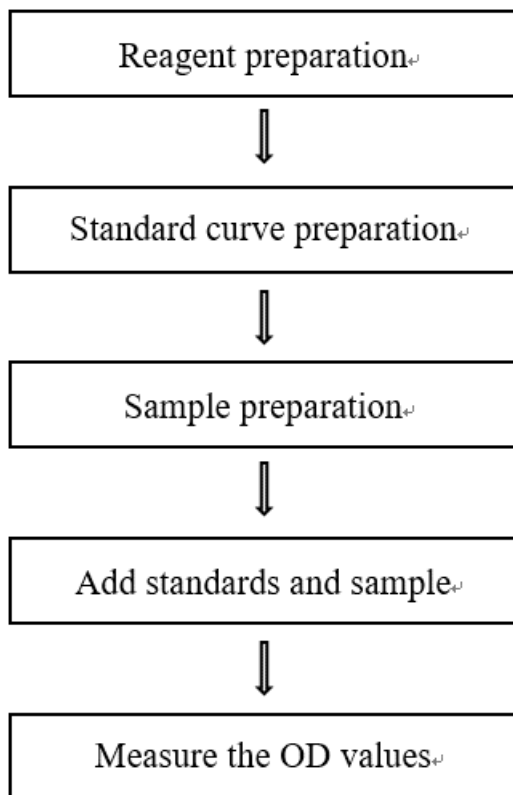 Reagent preparation
Standard curve preparation
Sample preparation
Add standards and sample
Measure the OD values